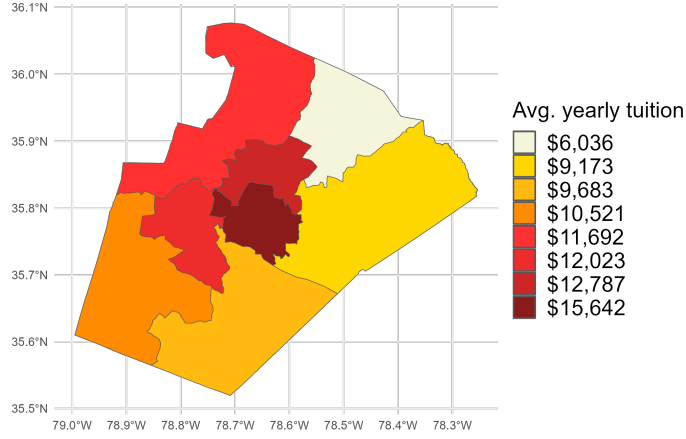 36.1°N
36.0°N
35.9°N
35.8°N
35.7°N
35.6°N
35.5°N
79.0°W 78.9°W 78.8°W 78.7°W 78.6°W 78.5°W 78.4°W 78.3°W
Avg. yearly tuition
$6,036
$9,173
$9,683
$10,521
$11,692
$12,023
$12,787
$15,642